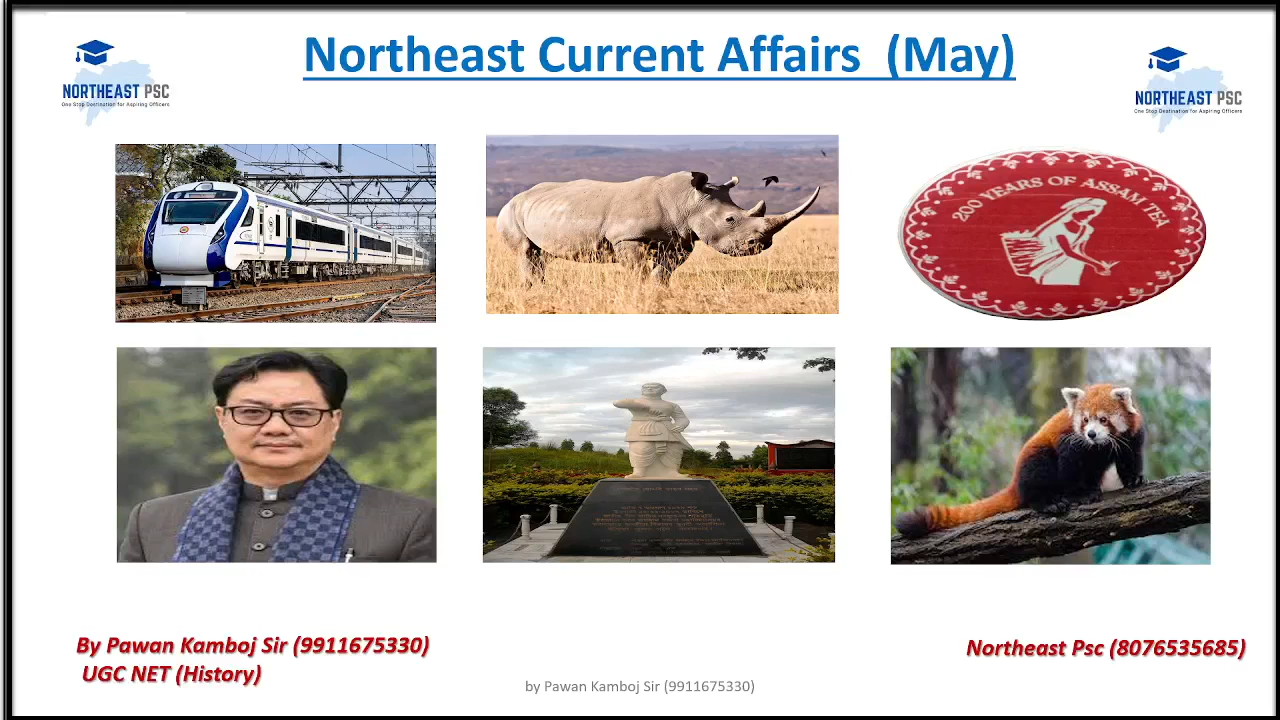 Northeast Current Affairs (May)
NORTHEAST PSC
One Stop Destination for Aspiring Officers
NORTHEAST PSC
One Stop Destination for Aspiring Officers
200 YEARS OF ASSAM TEA
By Pawan Kamboj Sir (9911675330)
UGC NET (History)
Northeast Psc (8076535685)
by Pawan Kamboj Sir (9911675330)